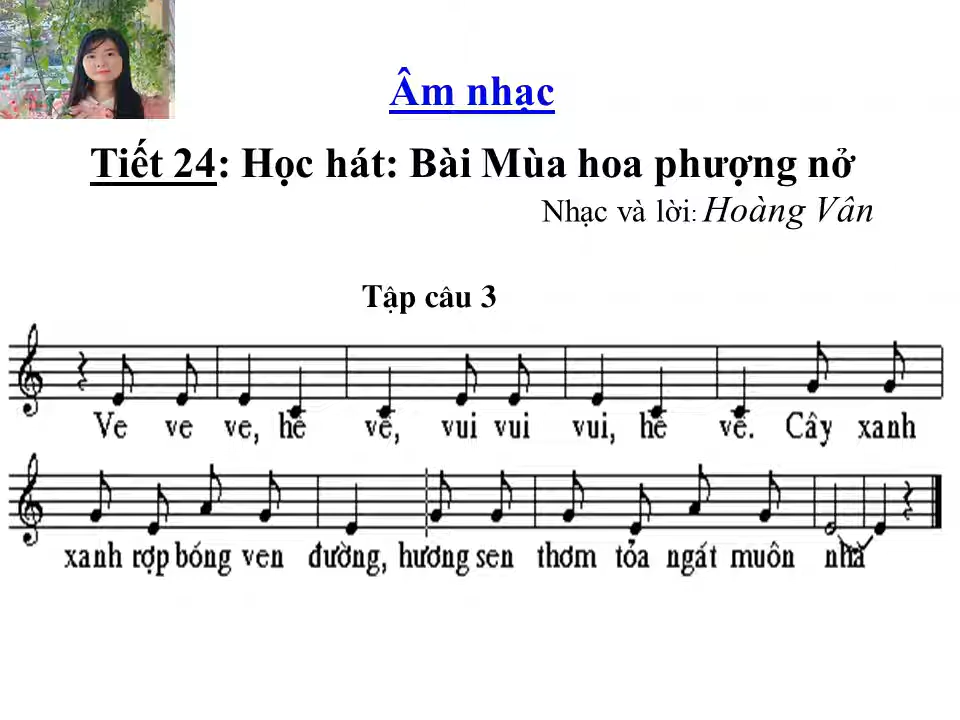 Âm nhạc
Tiết 24: Học hát: Bài Mùa hoa phượng nở
Nhạc và lời: Hoàng Vân
Tập câu 3
Ve ve ve, hè về, vui vui vui, hè về. Cây xanh
xanh rợp bóng ven đường, hương sen thơm tỏa ngát muôn nhà